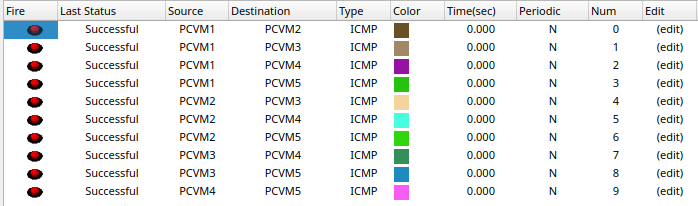 Fire Last Status Source Destination Type Color Time(sec) Periodic Num Edit
Successful PCVM1 PCVM2 ICMP 0.000 N 0 (edit)
Successful PCVM1 PCVM3 ICMP 0.000 N 1 (edit)
Successful PCVM1 PCVM4 ICMP 0.000 N 2 (edit)
Successful PCVM1 PCVM5 ICMP 0.000 N 3 (edit)
Successful PCVM2 PCVM3 ICMP 0.000 N 4 (edit)
Successful PCVM2 PCVM4 ICMP 0.000 N 5 (edit)
Successful PCVM2 PCVM5 ICMP 0.000 N 6 (edit)
Successful PCVM3 PCVM4 ICMP 0.000 N 7 (edit)
Successful PCVM3 PCVM5 ICMP 0.000 N 8 (edit)
Successful PCVM4 PCVM5 ICMP 0.000 N 9 (edit)